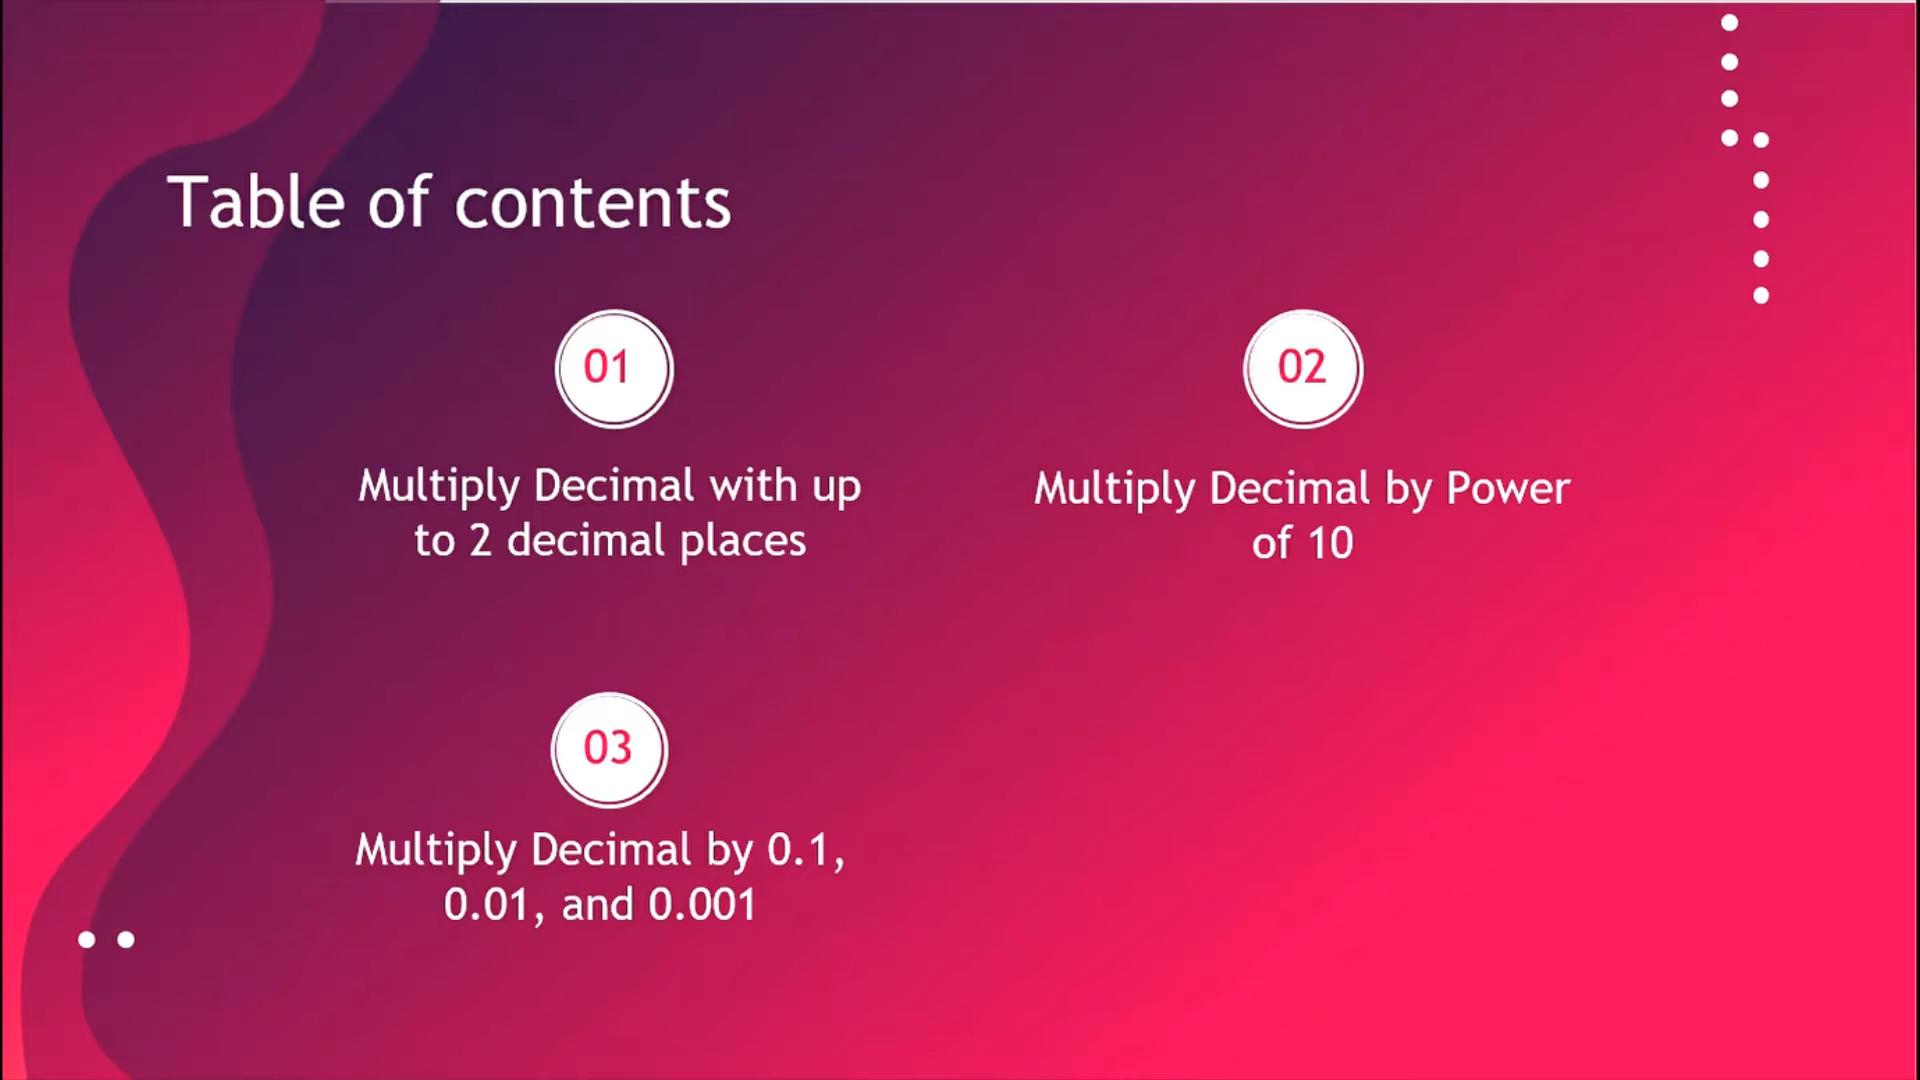 Table of contents
01
Multiply Decimal with up
to 2 decimal places
02
Multiply Decimal by Power
of 10
03
Multiply Decimal by 0.1,
0.01, and 0.001